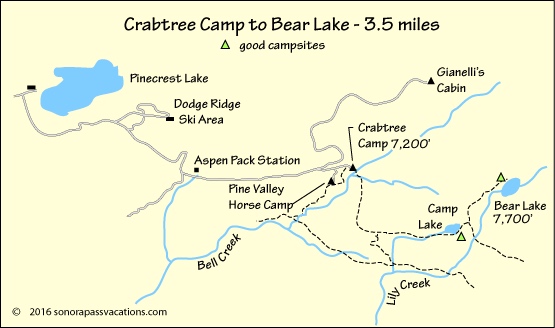 Crabtree Camp to Bear Lake - 3.5 miles
good campsites
Pinecrest Lake
Gianelli's
Cabin
Dodge Ridge
Ski Area
Crabtree
Camp 7,200'
Aspen Pack Station
Pine Valley
Horse Camp
Bear Lake
7,700'
Camp
Lake
Bell Creek
Lily Creek
© 2016 sonorapassvacations.com